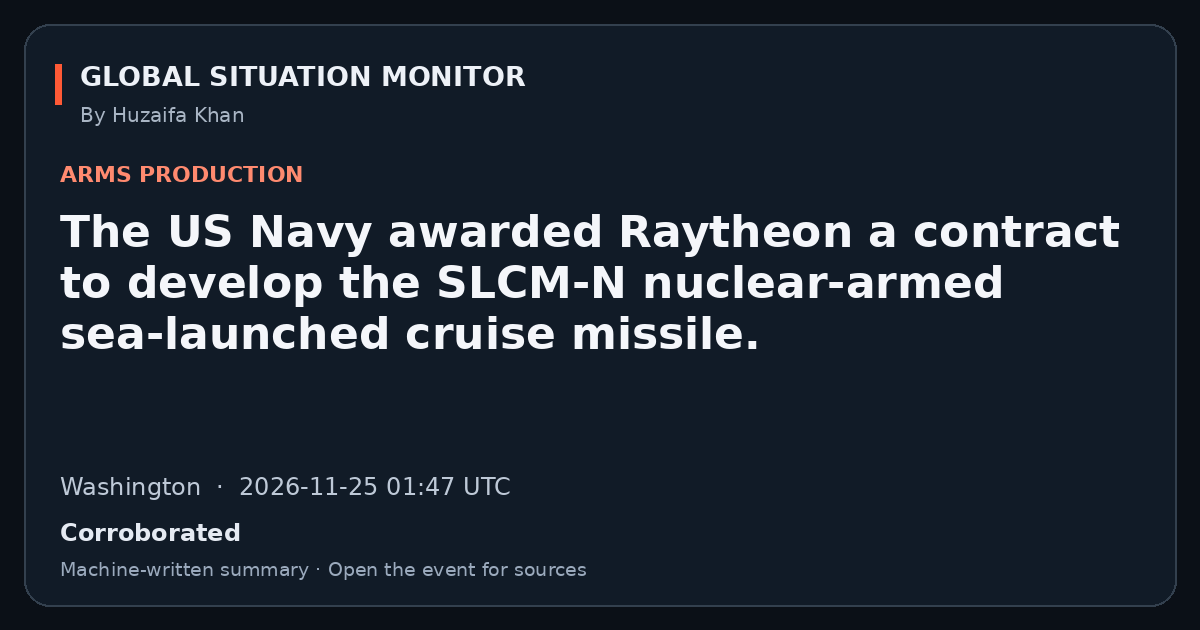 GLOBAL SITUATION MONITOR
By Huzaifa Khan
ARMS PRODUCTION
The US Navy awarded Raytheon a contract
to develop the SLCM-N nuclear-armed
sea-launched cruise missile.
Washington · 2026-11-25 01:47 UTC
Corroborated
Machine-written summary · Open the event for sources